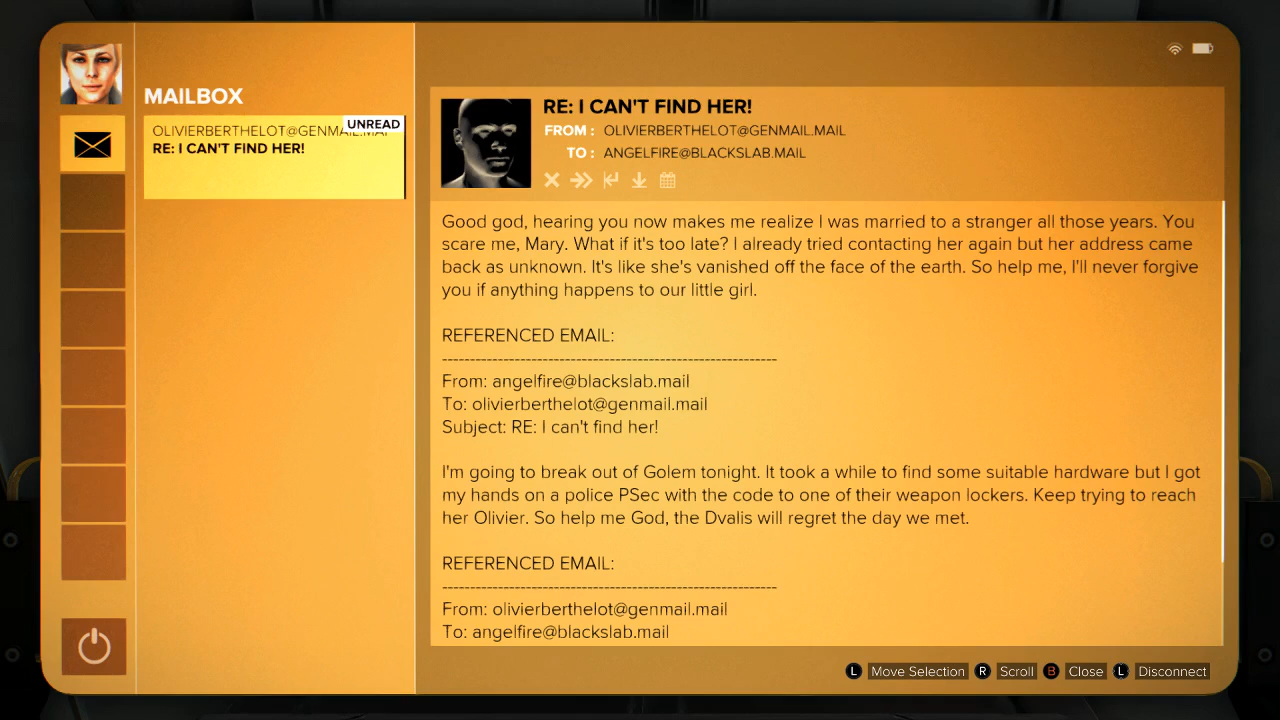 MAILBOX
UNREAD
OLIVIERBERTHELOT@GENMAIL.MAI
RE: I CAN'T FIND HER!
RE: I CAN'T FIND HER!
FROM : OLIVIERBERTHELOT@GENMAIL.MAIL
TO : ANGELFIRE@BLACKSLAB.MAIL
Good god, hearing you now makes me realize I was married to a stranger all those years. You
scare me, Mary. What if it's too late? I already tried contacting her again but her address came
back as unknown. It's like she's vanished off the face of the earth. So help me, I'll never forgive
you if anything happens to our little girl.
REFERENCED EMAIL:
------------------------------------------------------------
From: angelfire@blackslab.mail
To: olivierberthelot@genmail.mail
Subject: RE: I can't find her!
I'm going to break out of Golem tonight. It took a while to find some suitable hardware but I got
my hands on a police PSec with the code to one of their weapon lockers. Keep trying to reach
her Olivier. So help me God, the Dvalis will regret the day we met.
REFERENCED EMAIL:
------------------------------------------------------------
From: olivierberthelot@genmail.mail
To: angelfire@blackslab.mail
L Move Selection R Scroll B Close L Disconnect